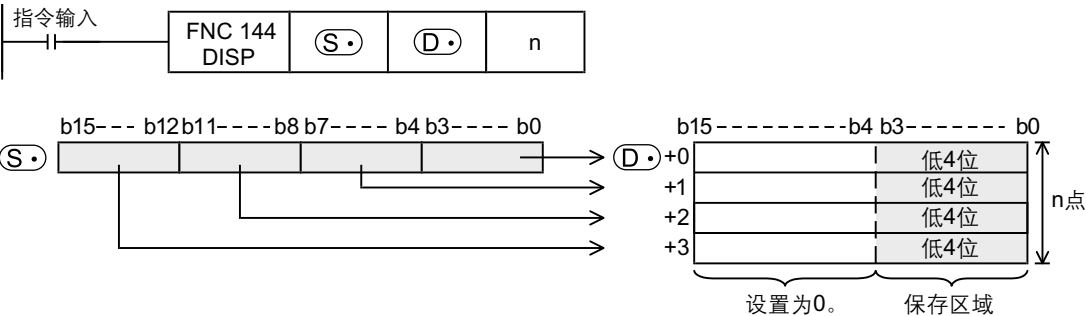 指令输入
FNC 144
DISP
S· D· n
b15--- b12 b11----b8 b7----- b4 b3---- b0
b15-----------b4 b3------ b0
S·
D· +0 低4位
+1 低4位
+2 低4位
+3 低4位
n点
设置为0。 保存区域